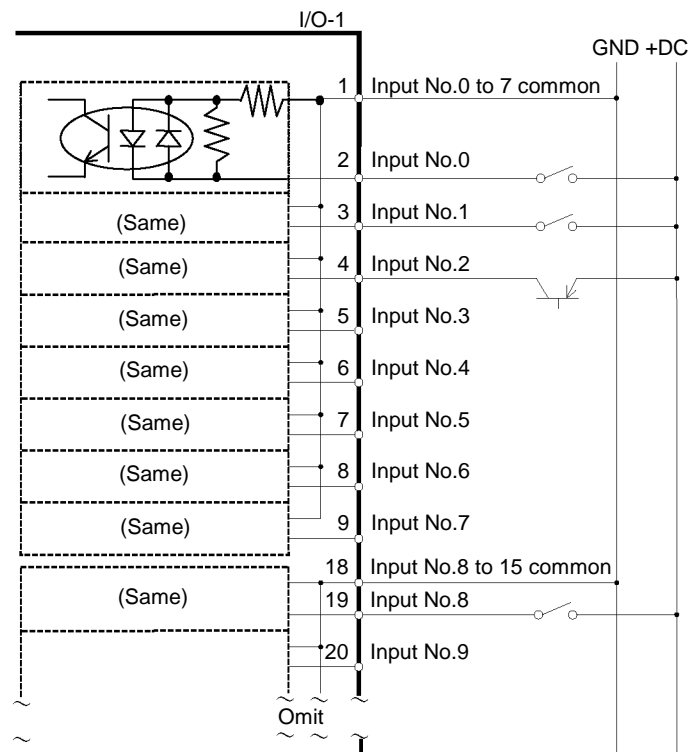 I/O-1
GND +DC
1 Input No.0 to 7 common
2 Input No.0
(Same) 3 Input No.1
(Same) 4 Input No.2
(Same) 5 Input No.3
(Same) 6 Input No.4
(Same) 7 Input No.5
(Same) 8 Input No.6
(Same) 9 Input No.7
18 Input No.8 to 15 common
(Same) 19 Input No.8
20 Input No.9
Omit